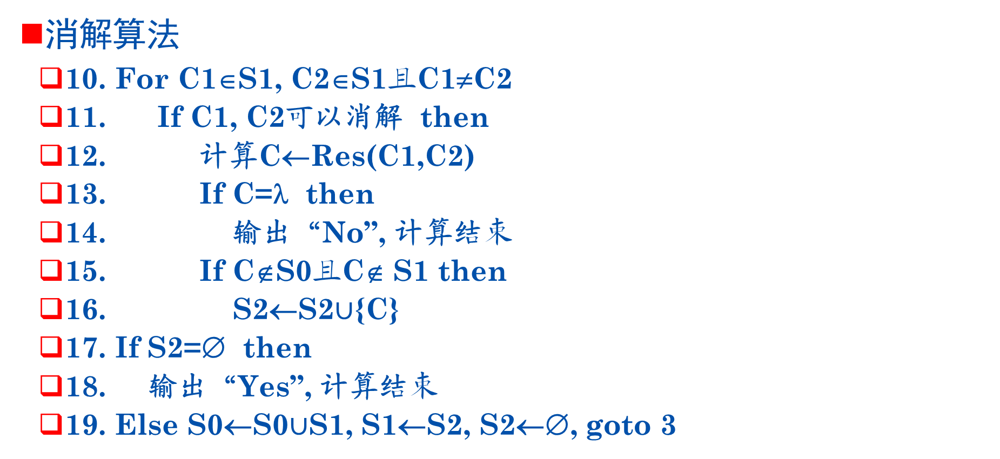 消解算法
10. For C1∈S1, C2∈S1且C1≠C2
11. If C1, C2可以消解 then
12. 计算C←Res(C1,C2)
13. If C=λ then
14. 输出“No”, 计算结束
15. If C∉S0且C∉ S1 then
16. S2←S2∪{C}
17. If S2=∅ then
18. 输出“Yes”, 计算结束
19. Else S0←S0∪S1, S1←S2, S2←∅, goto 3